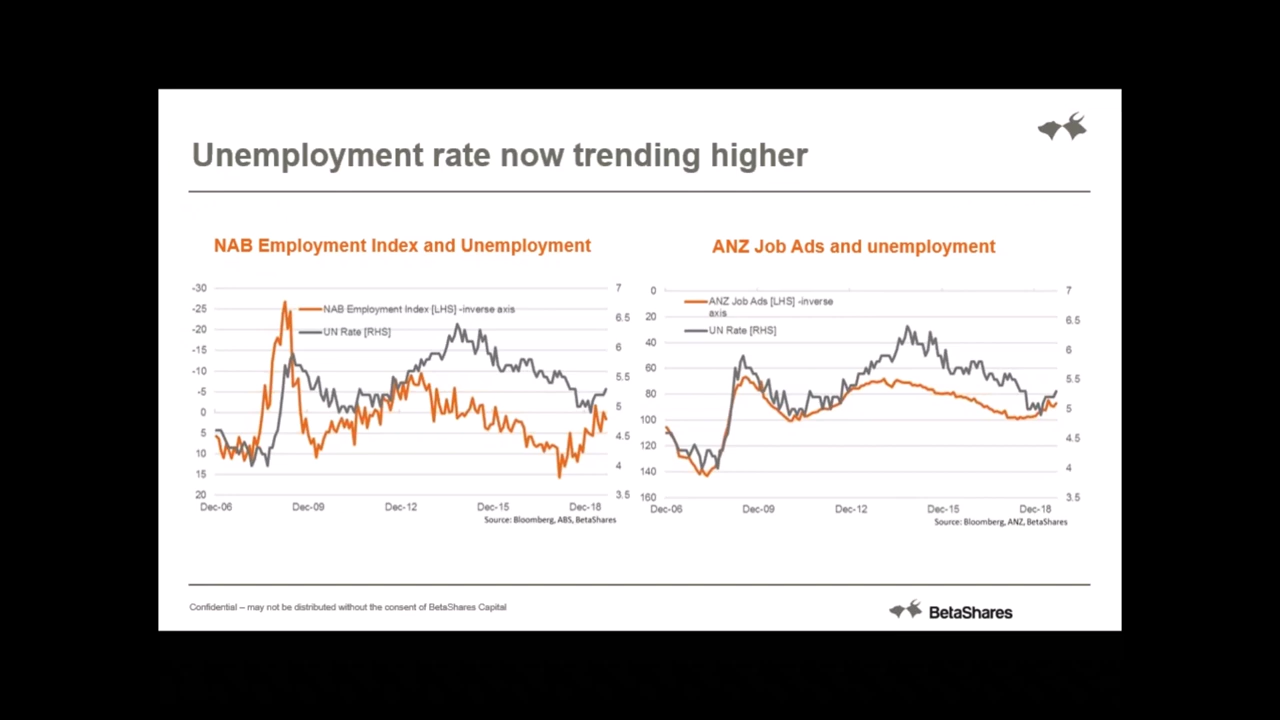 Unemployment rate now trending higher
NAB Employment Index and Unemployment
-30
-25
-20
-15
-10
-5
0
5
10
15
20
NAB Employment Index [LHS] -inverse axis
UN Rate [RHS]
7
6.5
6
5.5
5
4.5
4
3.5
Dec-06 Dec-09 Dec-12 Dec-15 Dec-18
Source: Bloomberg, ABS, BetaShares
ANZ Job Ads and unemployment
0
20
40
60
80
100
120
140
160
ANZ Job Ads [LHS] -inverse
axis
UN Rate [RHS]
7
6.5
6
5.5
5
4.5
4
3.5
Dec-06 Dec-09 Dec-12 Dec-15 Dec-18
Source: Bloomberg, ANZ, BetaShares
Confidential – may not be distributed without the consent of BetaShares Capital
BetaShares